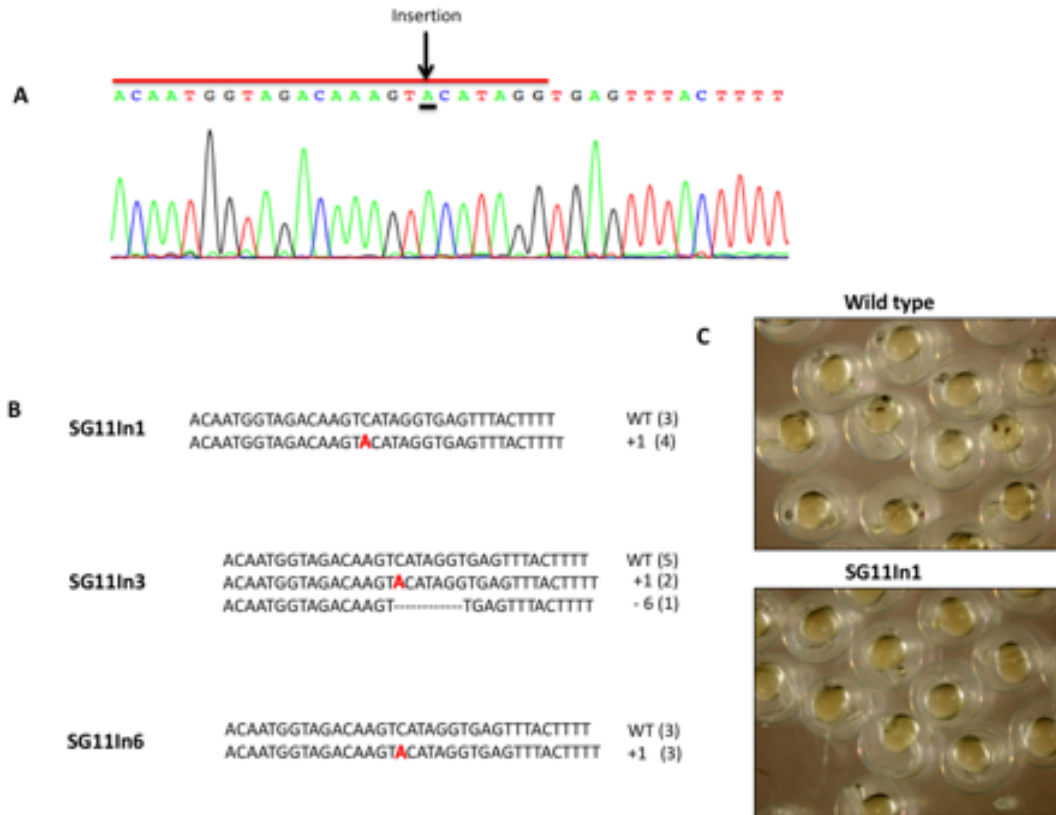 Insertion
A
ACAATGGTAGACAAAGTACATAGGTGAGTTTACTTTT
Wild type
C
B
SG11In1
ACAATGGTAGACAAGTCATAGGTGAGTTTACTTTT WT (3)
ACAATGGTAGACAAGTACATAGGTGAGTTTACTTTT +1 (4)
SG11In3
ACAATGGTAGACAAGTCATAGGTGAGTTTACTTTT WT (5)
ACAATGGTAGACAAGTACATAGGTGAGTTTACTTTT +1 (2)
ACAATGGTAGACAAGT------------TGAGTTTACTTTT - 6 (1)
SG11In1
SG11In6
ACAATGGTAGACAAGTCATAGGTGAGTTTACTTTT WT (3)
ACAATGGTAGACAAGTACATAGGTGAGTTTACTTTT +1 (3)